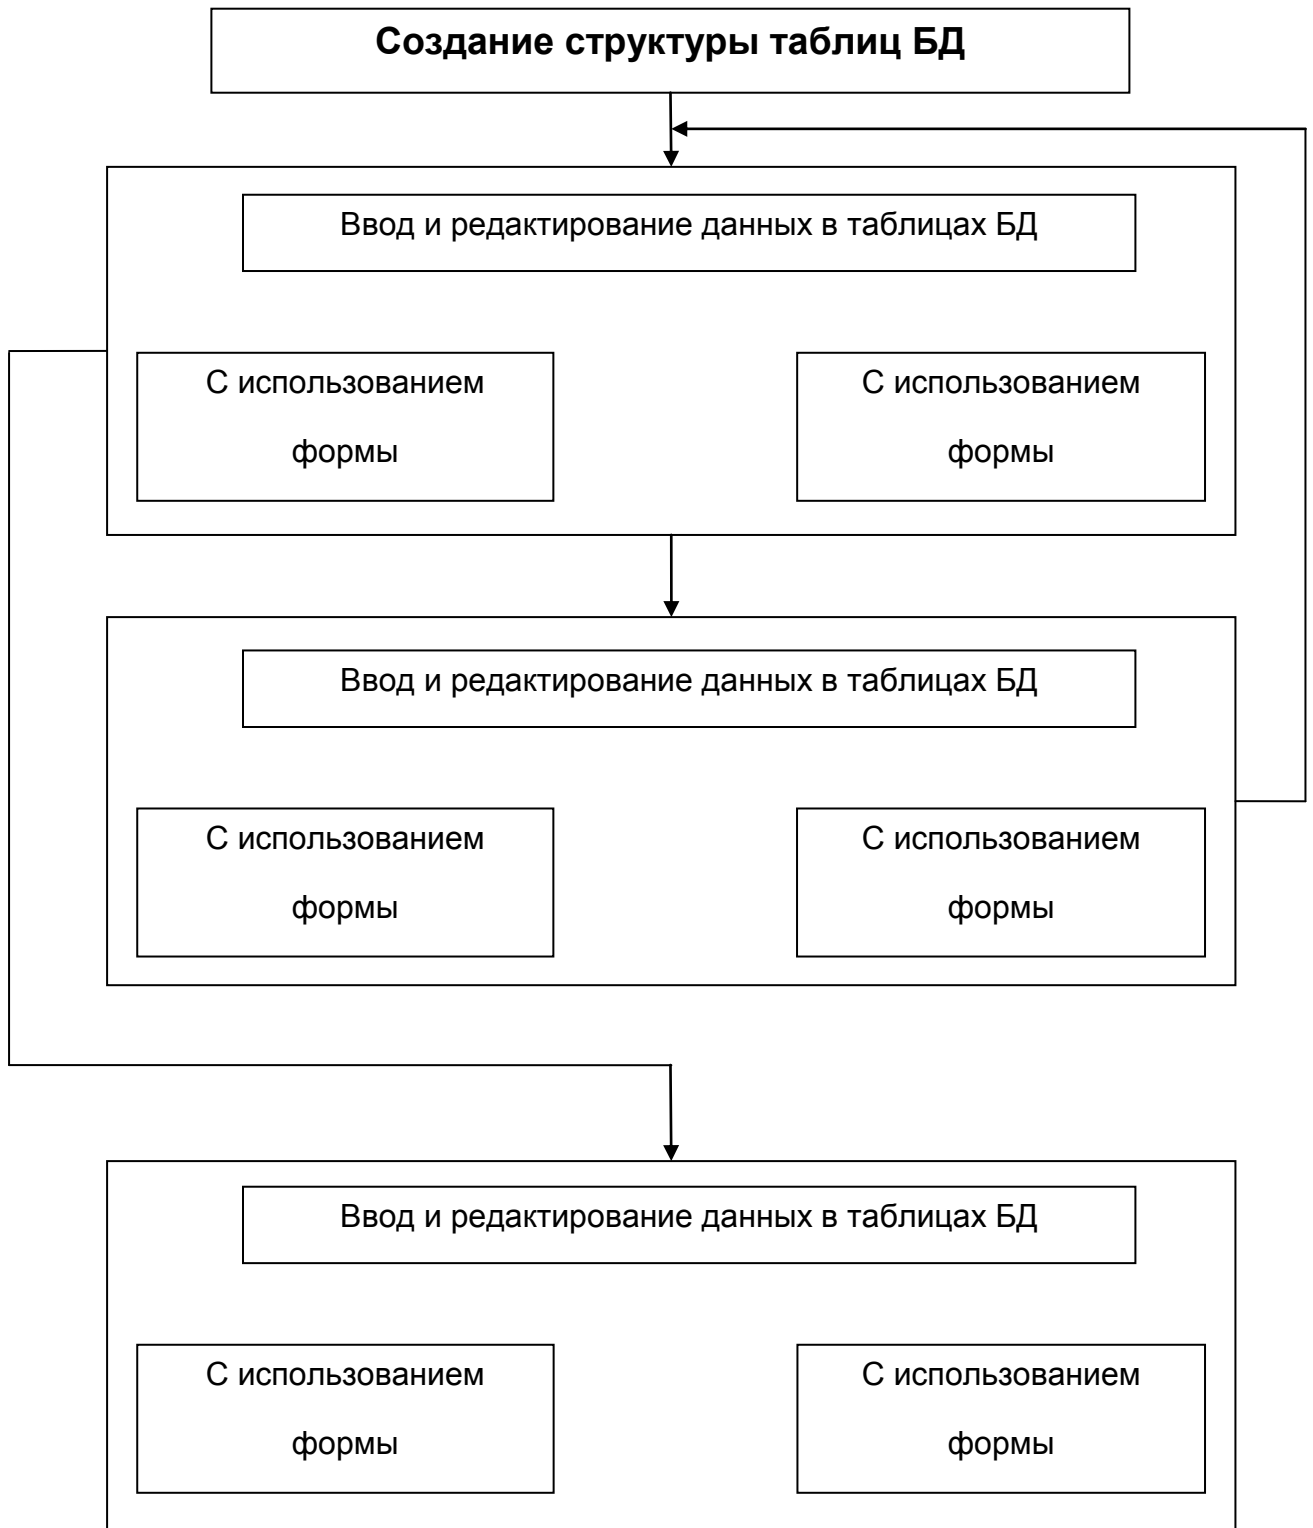 Создание структуры таблиц БД
Ввод и редактирование данных в таблицах БД
С использованием
формы
С использованием
формы
Ввод и редактирование данных в таблицах БД
С использованием
формы
С использованием
формы
Ввод и редактирование данных в таблицах БД
С использованием
формы
С использованием
формы